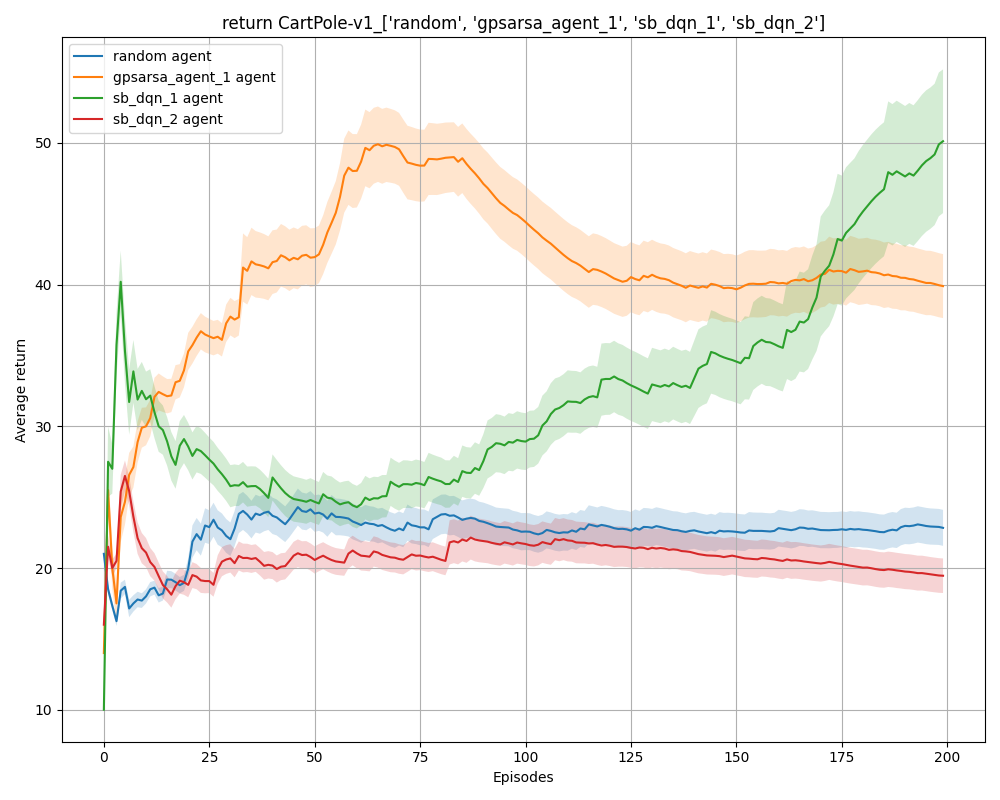 return CartPole-v1_['random', 'gpsarsa_agent_1', 'sb_dqn_1', 'sb_dqn_2']
random agent
gpsarsa_agent_1 agent
sb_dqn_1 agent
sb_dqn_2 agent
Average return
50
40
30
20
10
0 25 50 75 100 125 150 175 200
Episodes